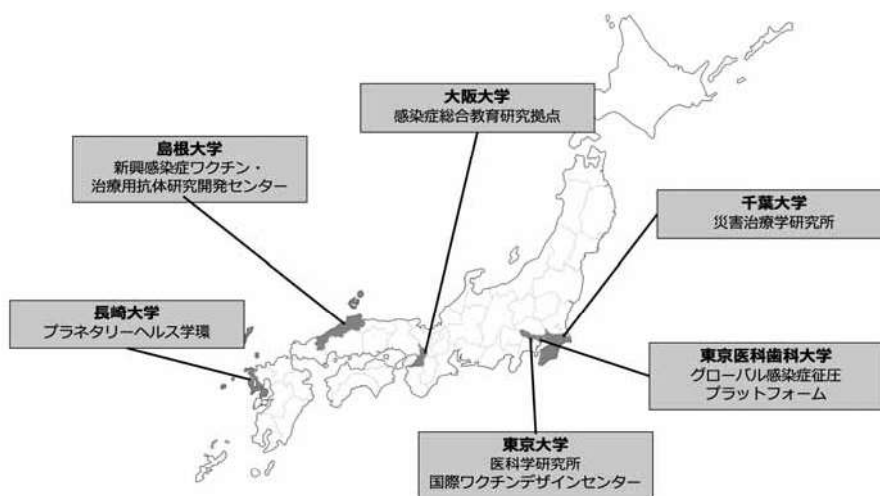 大阪大学
感染症総合教育研究拠点
島根大学
新興感染症ワクチン・
治療用抗体研究開発センター
千葉大学
災害治療学研究所
長崎大学
プラネタリーヘルス学環
東京医科歯科大学
グローバル感染症征圧
プラットフォーム
東京大学
医科学研究所
国際ワクチンデザインセンター